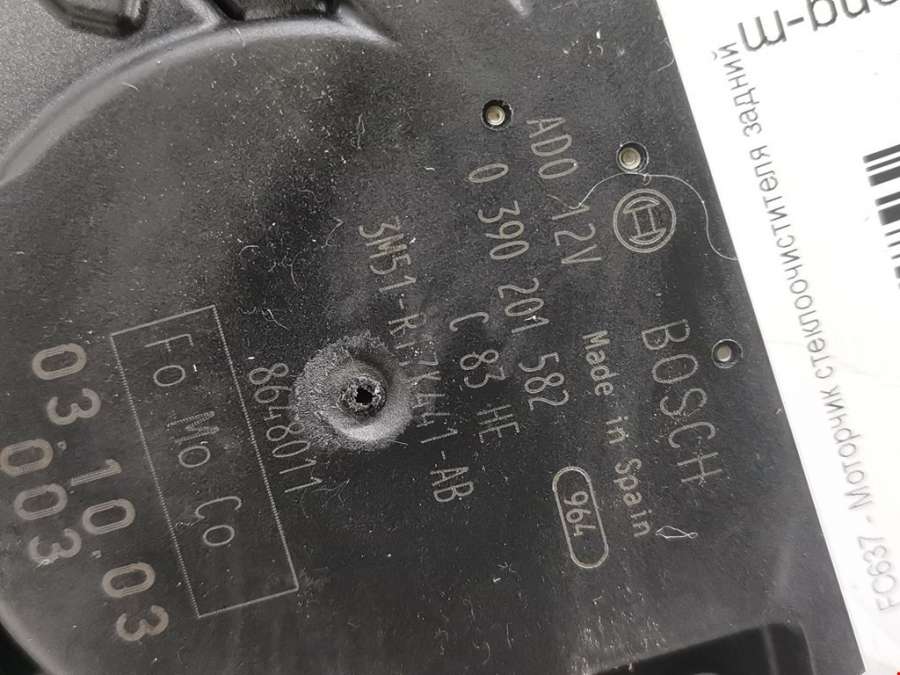 BOSCH
Made in Spain
964
ADO 12V
0 390 201 582
C 83 HE
3M51-R17K441-AB
8648011
Fo Mo Co
03 10 03
003
FC637 - Моторчик стеклоочистителя задний